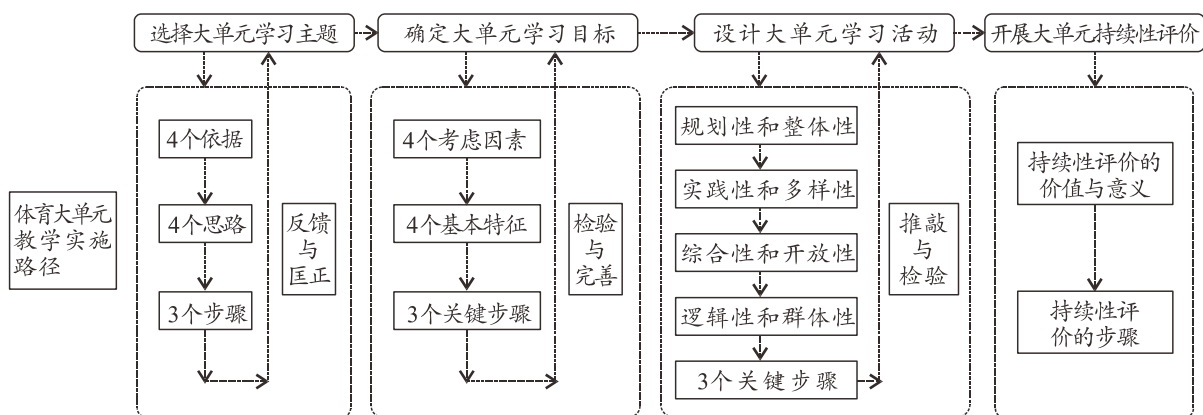 选择大单元学习主题
确定大单元学习目标
设计大单元学习活动
开展大单元持续性评价
体育大单元
教学实施
路径
4个依据
4个思路
3个步骤
反馈
与
匡正
4个考虑因素
4个基本特征
3个关键步骤
检验
与
完善
规划性和整体性
实践性和多样性
综合性和开放性
逻辑性和群体性
3个关键步骤
推敲
与
检验
持续性评价的
价值与意义
持续性评
价的步骤